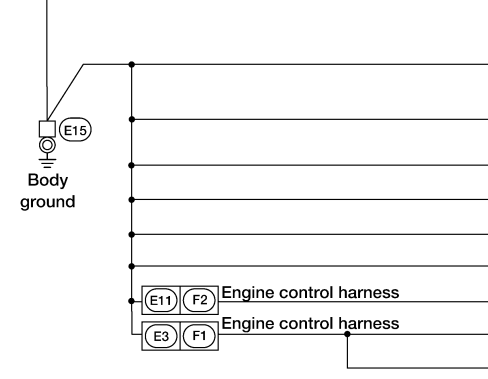 E15
Body
ground
E11 F2 Engine control harness
E3 F1 Engine control harness